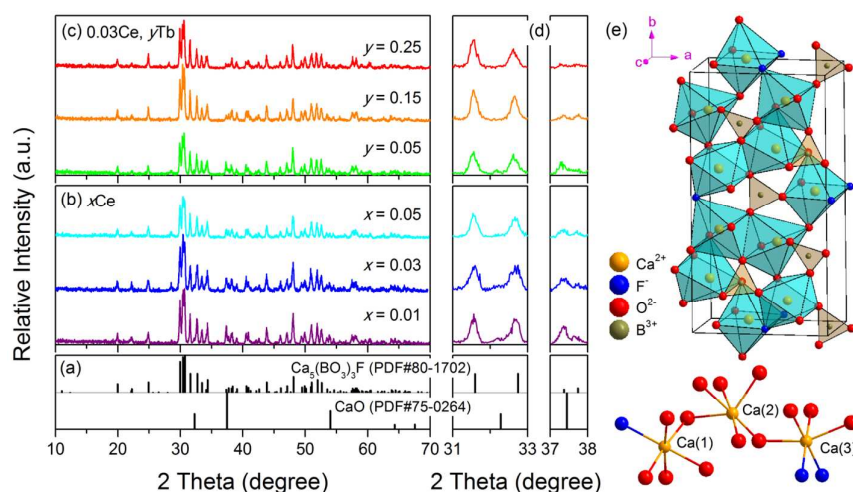 (c) 0.03Ce, yTb
y = 0.25
y = 0.15
y = 0.05
(b) xCe
x = 0.05
x = 0.03
x = 0.01
(a)
Ca5(BO3)3F (PDF#80-1702)
CaO (PDF#75-0264)
10 20 30 40 50 60 70
2 Theta (degree)
Relative Intensity (a.u.)
(d)
31 33 37 38
2 Theta (degree)
(e)
b
c a
Ca2+
F-
O2-
B3+
Ca(1)
Ca(2)
Ca(3)